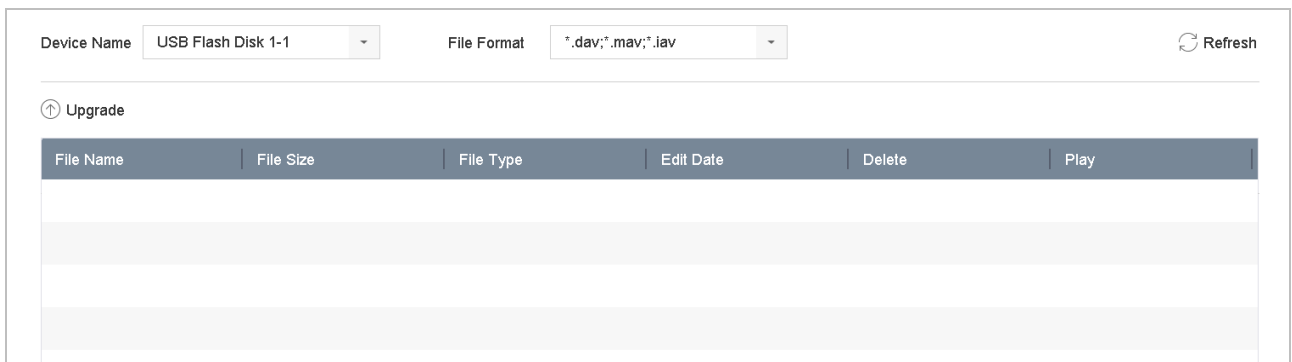 Device Name USB Flash Disk 1-1 File Format *.dav;*.mav;*.iav Refresh
Upgrade
File Name File Size File Type Edit Date Delete Play